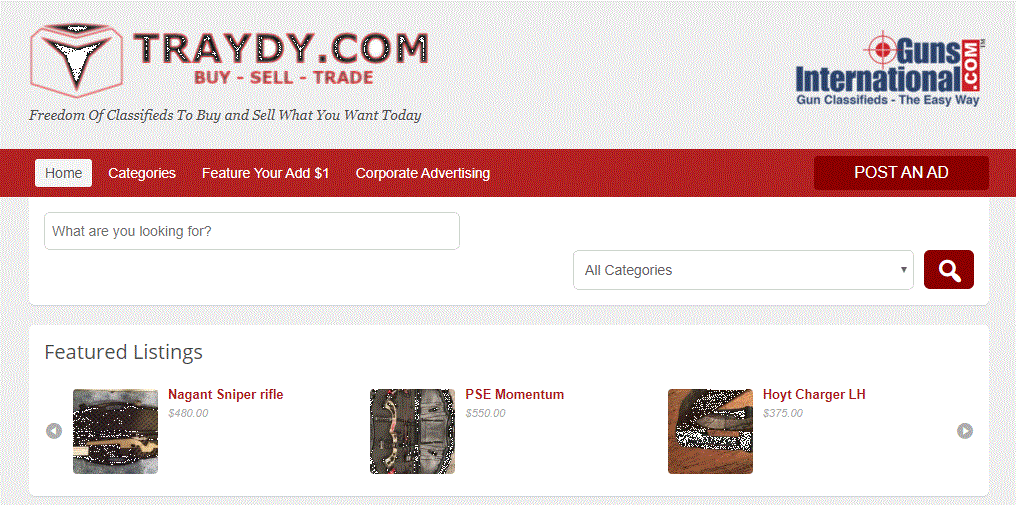 TRAYDY.COM
BUY - SELL - TRADE
Freedom Of Classifieds To Buy and Sell What You Want Today
Guns
International.COM™
Gun Classifieds - The Easy Way
Home Categories Feature Your Add $1 Corporate Advertising POST AN AD
What are you looking for?
All Categories
Featured Listings
Nagant Sniper rifle PSE Momentum Hoyt Charger LH
$480.00 $550.00 $375.00